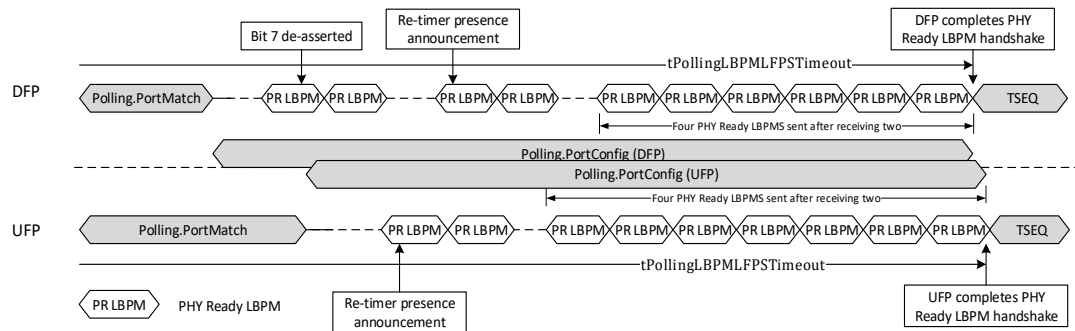 Bit 7 de-asserted
Re-timer presence
announcement
DFP completes PHY
Ready LBPM handshake
tPollingLBPMLFPSTimeout
DFP
Polling.PortMatch
PR LBPM PR LBPM PR LBPM PR LBPM PR LBPM PR LBPM PR LBPM PR LBPM PR LBPM PR LBPM
TSEQ
Four PHY Ready LBPMS sent after receiving two
Polling.PortConfig (DFP)
Polling.PortConfig (UFP)
Four PHY Ready LBPMS sent after receiving two
UFP
Polling.PortMatch
PR LBPM PR LBPM PR LBPM PR LBPM PR LBPM PR LBPM PR LBPM PR LBPM PR LBPM
TSEQ
tPollingLBPMLFPSTimeout
PR LBPM
PHY Ready LBPM
Re-timer presence
announcement
UFP completes PHY
Ready LBPM handshake